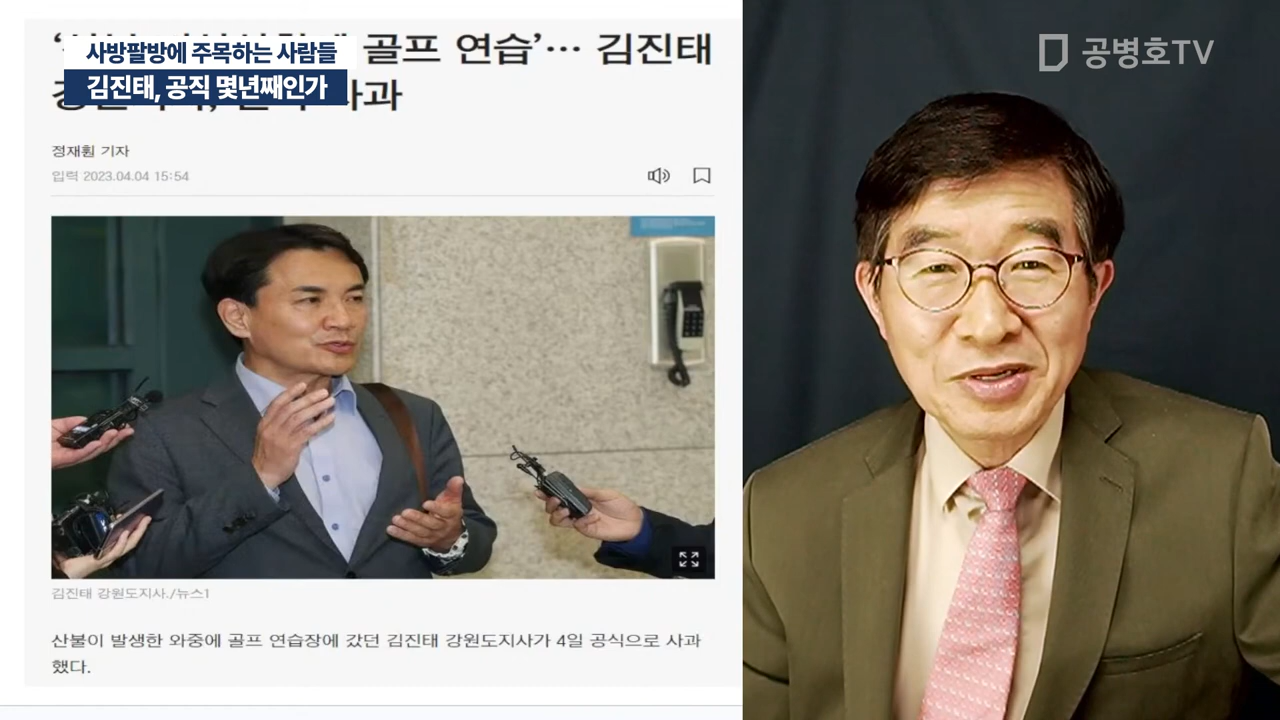 사방팔방에 주목하는 사람들
김진태, 공직 몇년째인가
골프 연습’… 김진태
사과
정재훤 기자
입력 2023.04.04 15:54
김진태 강원도지사./뉴스1
산불이 발생한 와중에 골프 연습장에 갔던 김진태 강원도지사가 4일 공식으로 사과
했다.
공병호TV